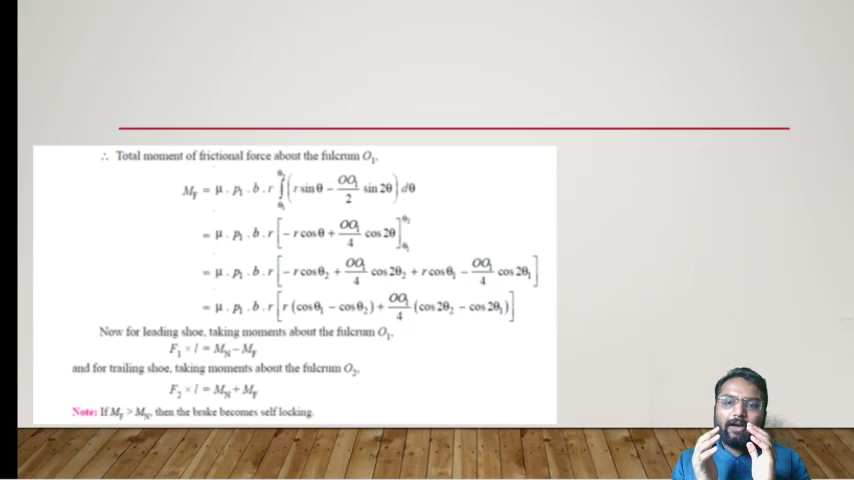 ∴ Total moment of frictional force about the fulcrum O₁,
M_F = μ . p₁ . b . r ∫_θ₁^θ₂ (r sin θ − OO₁/2 sin 2θ) dθ
= μ . p₁ . b . r [− r cos θ + OO₁/4 cos 2θ]_θ₁^θ₂
= μ . p₁ . b . r [− r cos θ₂ + OO₁/4 cos 2θ₂ + r cos θ₁ − OO₁/4 cos 2θ₁]
= μ . p₁ . b . r [r (cos θ₁ − cos θ₂) + OO₁/4 (cos 2θ₂ − cos 2θ₁)]
Now for leading shoe, taking moments about the fulcrum O₁,
F₁ × l = M_N − M_F
and for trailing shoe, taking moments about the fulcrum O₂,
F₂ × l = M_N + M_F
Note: If M_F > M_N, then the brake becomes self locking.